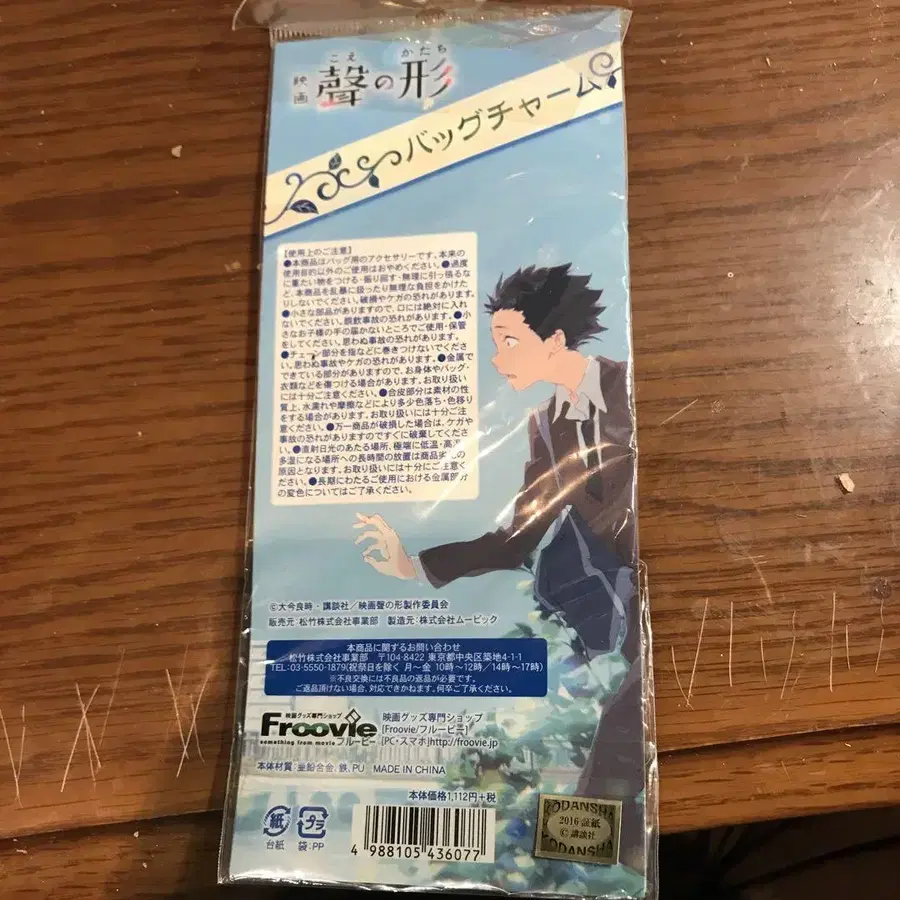 こえ かたち
映画 聲の形
バッグチャーム
【使用上のご注意】
●本商品はバッグ用のアクセサリーです。本来の
使用目的以外のご使用はおやめください。●過度
に重たい物をつける・振り回す・無理に引っ張るな
ど、本商品を乱暴に扱ったり無理な負担をかけた
りしないでください。破損やケガの恐れがあります。
●小さな部品がありますので、口には絶対に入れ
ないでください。誤飲事故の恐れがあります。●小
さなお子様の手の届かないところでご使用・保管
をしてください。思わぬ事故の恐れがあります。
●チェーン部分を指などに巻きつけないでくださ
い。思わぬ事故やケガの恐れがあります。●金属で
できている部分がありますので、お身体やバッグ・
衣類などを傷つける場合があります。お取り扱い
には十分ご注意ください。●合皮部分は素材の性
質上、水濡れや摩擦などにより多少色落ち・色移り
をする場合があります。お取り扱いには十分ご注
意ください。●万一商品が破損した場合は、ケガや
事故の恐れがありますのですぐに破棄してくださ
い。●直射日光のあたる場所、極端に低温・高温・
多湿になる場所への長時間の放置は商品劣化の
原因となります。お取り扱いには十分にご注意くだ
さい。●長期にわたるご使用における金属部分
の変色についてはご了承ください。
©大今良時・講談社／映画聲の形製作委員会
販売元：松竹株式会社事業部 製造元：株式会社ムービック
本商品に関するお問い合わせ
松竹株式会社事業部 〒104-8422 東京都中央区築地4-1-1
TEL:03-5550-1879(祝祭日を除く 月〜金 10時〜12時/14時〜17時)
※不良交換には不良品の返品が必要です。
ご返品頂けない場合、対応できかねます。何卒ご了承ください。
映画グッズ専門ショップ
Froovie
something from movie フルービー
映画グッズ専門ショップ
[Froovie/フルービー]
[PC・スマホ]http://froovie.jp
本体材質：亜鉛合金、鉄、PU MADE IN CHINA
本体価格1,112円+税
紙
台紙
プラ
袋：PP
4 988105 436077
KODANSHA
2016 証紙
©講談社
KODANSHA